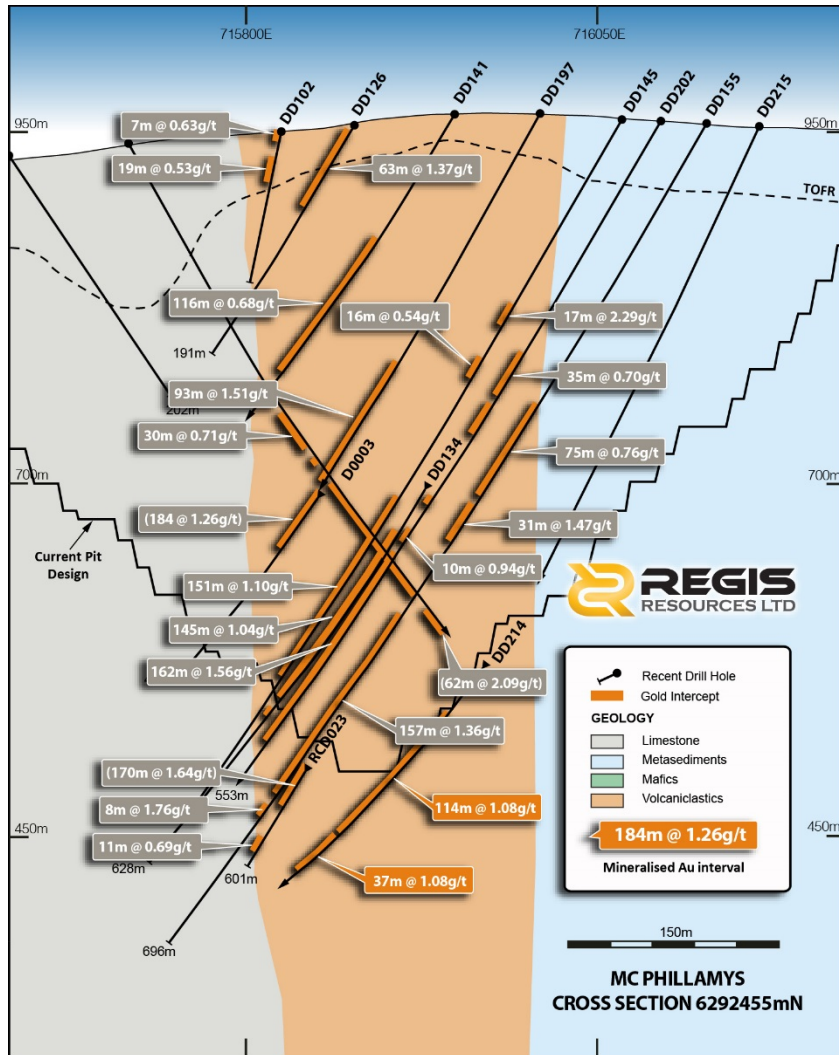 715800E
716050E
DD102
DD126
DD141
DD197
DD145
DD202
DD155
DD215
950m
950m
7m @ 0.63g/t
19m @ 0.53g/t
63m @ 1.37g/t
TOFR
116m @ 0.68g/t
16m @ 0.54g/t
17m @ 2.29g/t
191m
35m @ 0.70g/t
93m @ 1.51g/t
202m
30m @ 0.71g/t
D0003
DD134
75m @ 0.76g/t
700m
700m
(184 @ 1.26g/t)
31m @ 1.47g/t
Current Pit
Design
10m @ 0.94g/t
151m @ 1.10g/t
REGIS
RESOURCES LTD
145m @ 1.04g/t
162m @ 1.56g/t
(62m @ 2.09g/t)
DD214
157m @ 1.36g/t
RCD023
(170m @ 1.64g/t)
553m
8m @ 1.76g/t
114m @ 1.08g/t
450m
450m
11m @ 0.69g/t
628m
601m
37m @ 1.08g/t
696m
Recent Drill Hole
Gold Intercept
GEOLOGY
Limestone
Metasediments
Mafics
Volcaniclastics
184m @ 1.26g/t
Mineralised Au interval
150m
MC PHILLAMYS
CROSS SECTION 6292455mN